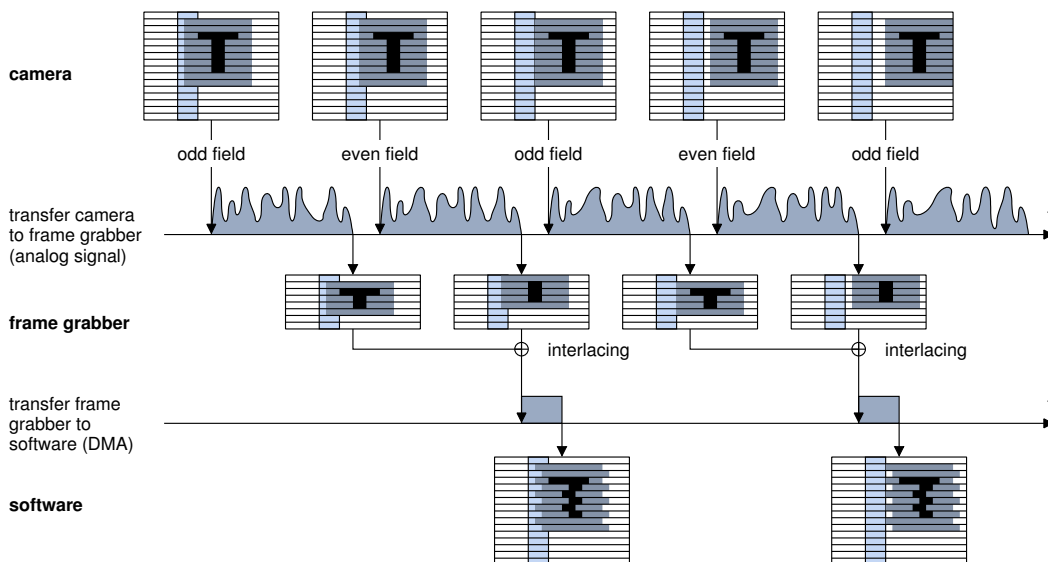 camera
odd field
even field
odd field
even field
odd field
transfer camera
to frame grabber
(analog signal)
frame grabber
interlacing
interlacing
transfer frame
grabber to
software (DMA)
software